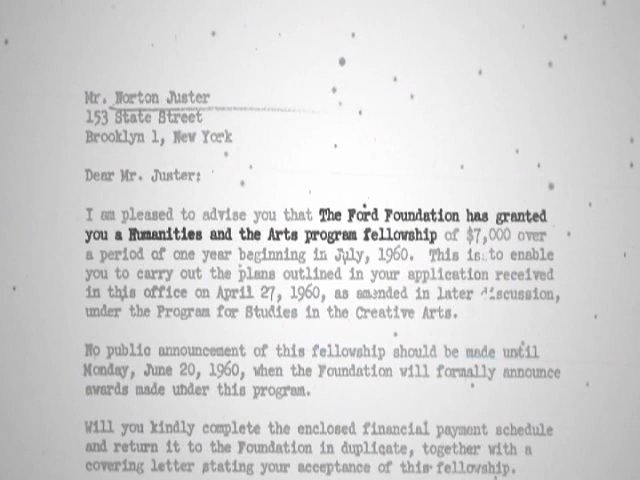 Mr. Norton Juster
153 State Street
Brooklyn 1, New York
Dear Mr. Juster:
I am pleased to advise you that The Ford Foundation has granted
you a Humanities and the Arts program fellowship of $7,000 over
a period of one year beginning in July, 1960. This is to enable
you to carry out the plans outlined in your application received
in this office on April 27, 1960, as amended in later discussion,
under the Program for Studies in the Creative Arts.
No public announcement of this fellowship should be made until
Monday, June 20, 1960, when the Foundation will formally announce
awards made under this program.
Will you kindly complete the enclosed financial payment schedule
and return it to the Foundation in duplicate, together with a
covering letter stating your acceptance of this fellowship.